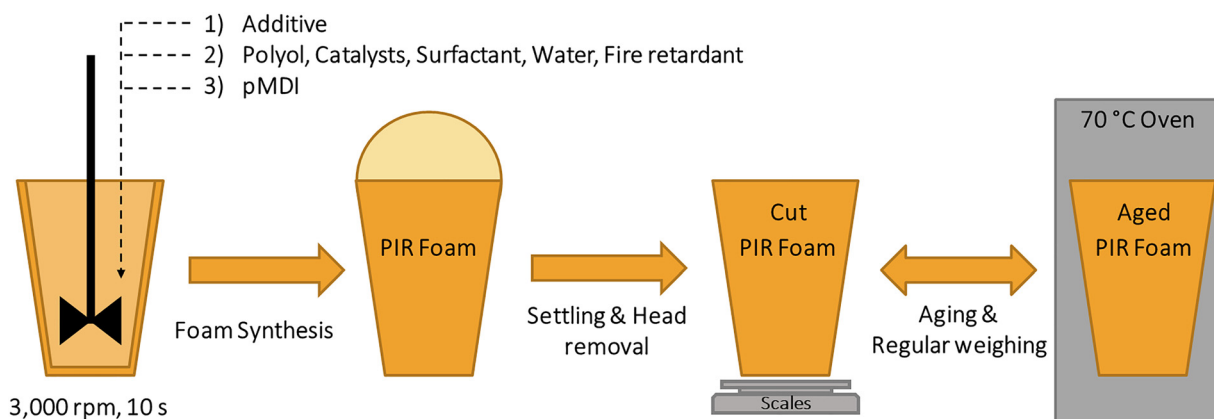 1) Additive
2) Polyol, Catalysts, Surfactant, Water, Fire retardant
3) pMDI
3,000 rpm, 10 s
Foam Synthesis
PIR Foam
Settling & Head
removal
Cut
PIR Foam
Scales
Aging &
Regular weighing
70 °C Oven
Aged
PIR Foam